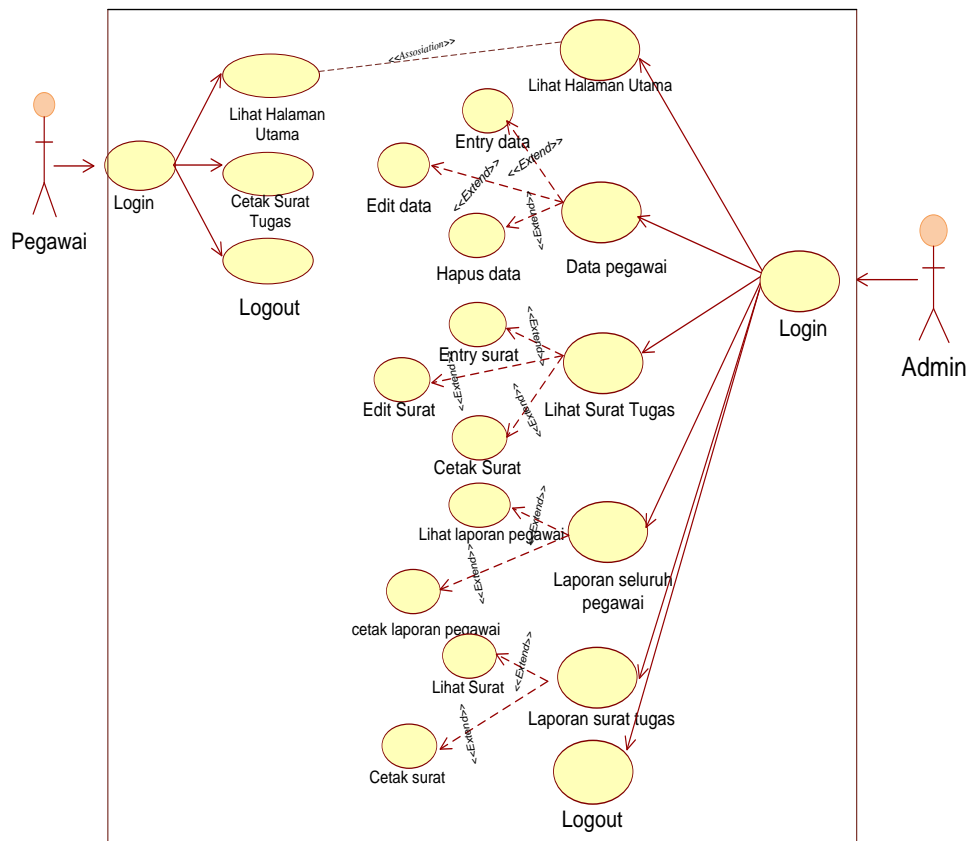 <<Assosiation>>
Lihat Halaman
Utama
Lihat Halaman Utama
Entry data
<<Extend>>
Edit data
<<Extend>>
Login
Cetak Surat
Tugas
<<Extend>>
Pegawai
Hapus data
Data pegawai
Logout
Login
<<Extend>>
Entry surat
Admin
<<Extend>>
Edit Surat
<<Extend>>
Lihat Surat Tugas
Cetak Surat
<<Extend>>
Lihat laporan pegawai
<<Extend>>
Laporan seluruh
pegawai
cetak laporan pegawai
<<Extend>>
Lihat Surat
Laporan surat tugas
<<Extend>>
Cetak surat
Logout